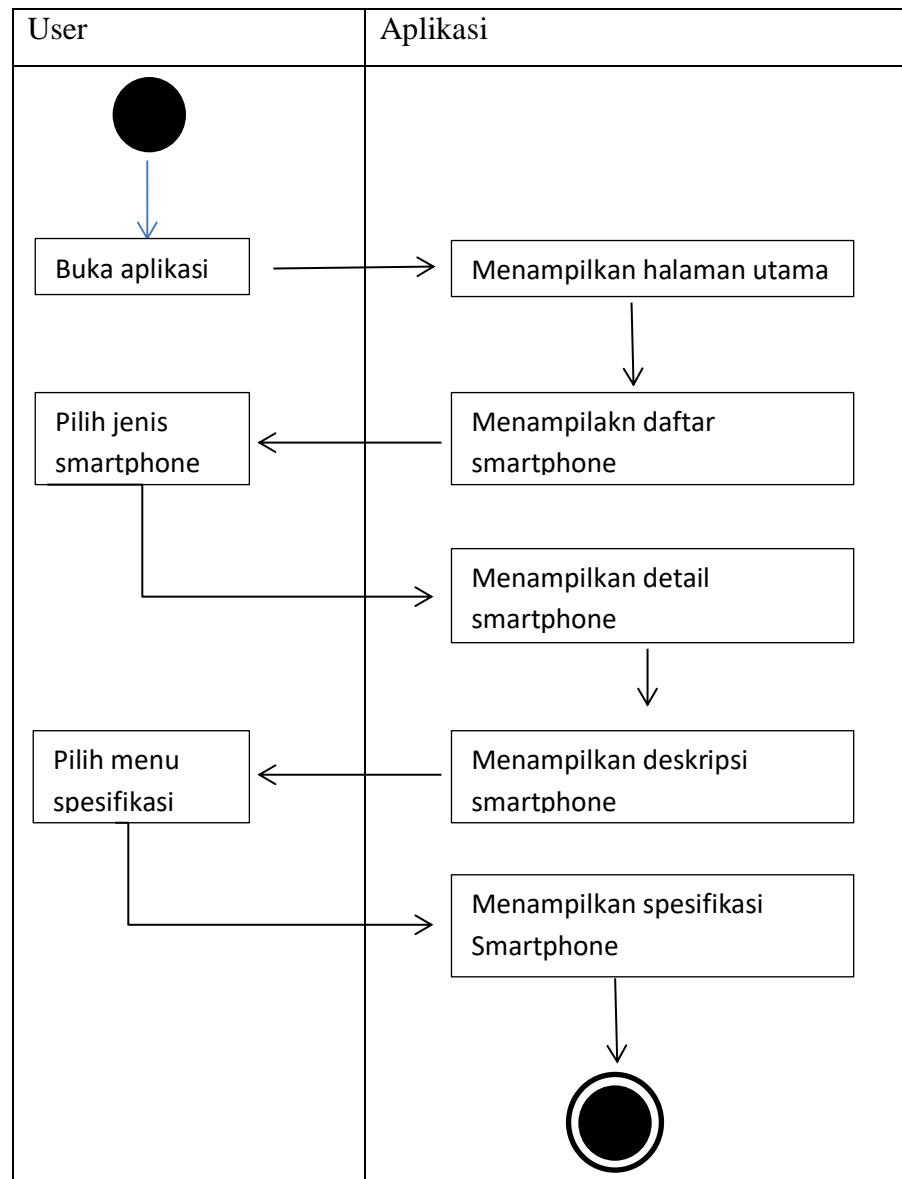 User
Aplikasi
Buka aplikasi
Menampilkan halaman utama
Pilih jenis
smartphone
Menampilakn daftar
smartphone
Menampilkan detail
smartphone
Pilih menu
spesifikasi
Menampilkan deskripsi
smartphone
Menampilkan spesifikasi
Smartphone